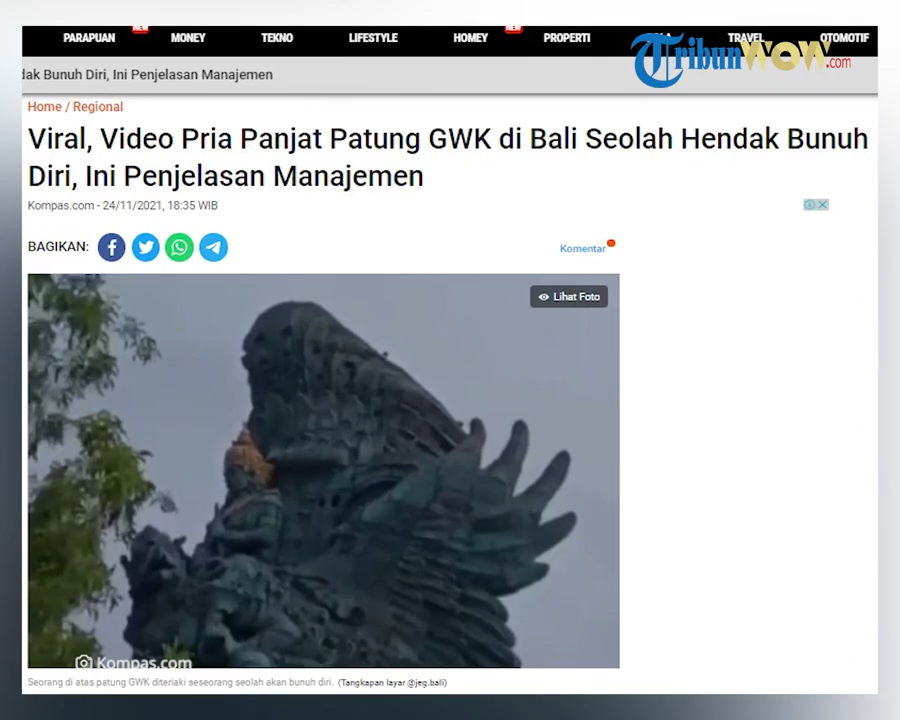 PARAPUAN NEW MONEY TEKNO LIFESTYLE HOMEY NEW PROPERTI TRAVEL OTOMOTIF
TribunWOW.com
dak Bunuh Diri, Ini Penjelasan Manajemen
Home / Regional
Viral, Video Pria Panjat Patung GWK di Bali Seolah Hendak Bunuh
Diri, Ini Penjelasan Manajemen
Kompas.com - 24/11/2021, 18:35 WIB
BAGIKAN:
Komentar
Lihat Foto
Kompas.com
Seorang di atas patung GWK diteriaki seseorang seolah akan bunuh diri. (Tangkapan layar @jeg.bali)